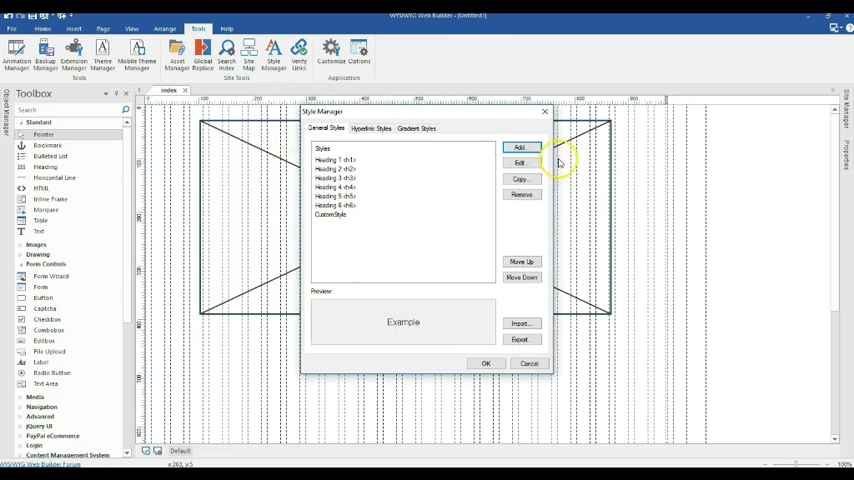 WYSIWYG Web Builder - [Untitled!]
File Home Insert Page View Arrange Tools Help
Animation Manager Backup Manager Extension Manager Theme Manager Mobile Theme Manager Asset Manager Global Replace Search Index Site Map Style Manager Verify Links Customize Options
Tools Site Tools Application
Toolbox
index
Search
Object Manager
Site Manager
Properties
Standard
Pointer
Bookmark
Bulleted List
Heading
Horizontal Line
HTML
Inline Frame
Marquee
Table
Text
Images
Drawing
Form Controls
Form Wizard
Form
Button
Captcha
Checkbox
Combobox
Editbox
File Upload
Label
Radio Button
Text Area
Media
Navigation
Advanced
jQuery UI
PayPal eCommerce
Login
Content Management System
Style Manager
General Styles Hyperlink Styles Gradient Styles
Styles
Heading 1 <h1>
Heading 2 <h2>
Heading 3 <h3>
Heading 4 <h4>
Heading 5 <h5>
Heading 6 <h6>
CustomStyle
Add...
Edit...
Copy...
Remove
Move Up
Move Down
Preview:
Example
Import...
Export...
OK Cancel
Default
WYSIWYG Web Builder Forum
x:263, y:5
100%